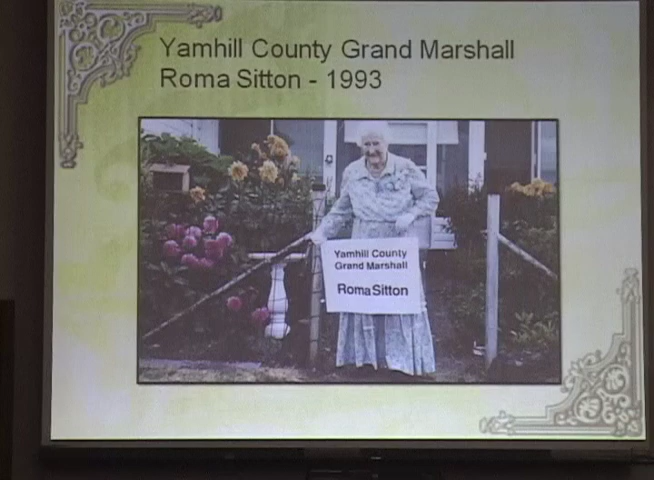 Yamhill County Grand Marshall
Roma Sitton - 1993
Yamhill County
Grand Marshall
Roma Sitton